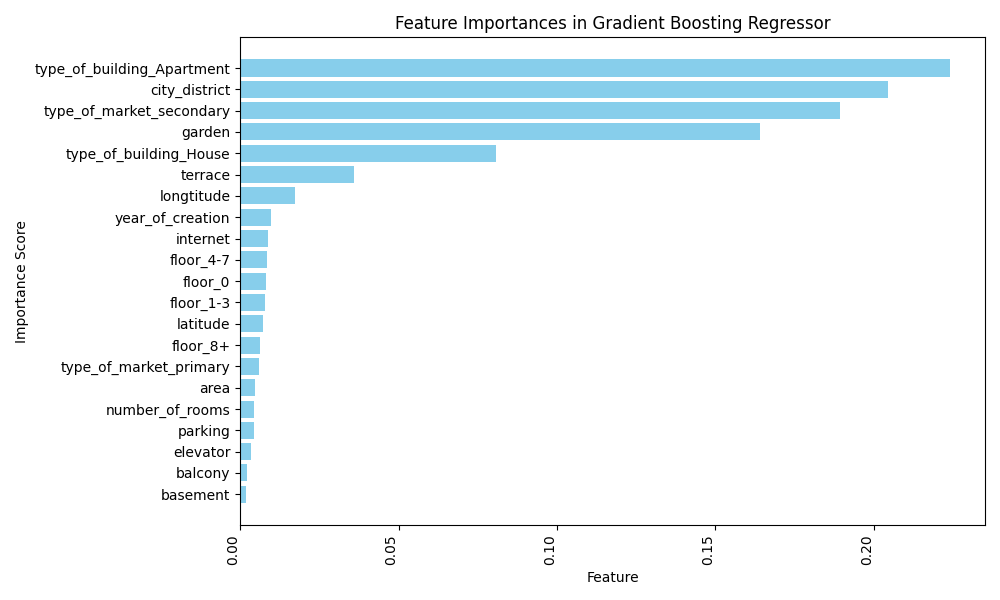 Feature Importances in Gradient Boosting Regressor
type_of_building_Apartment
city_district
type_of_market_secondary
garden
type_of_building_House
terrace
longtitude
year_of_creation
internet
floor_4-7
floor_0
floor_1-3
latitude
floor_8+
type_of_market_primary
area
number_of_rooms
parking
elevator
balcony
basement
Importance Score
0.00
0.05
0.10
0.15
0.20
Feature